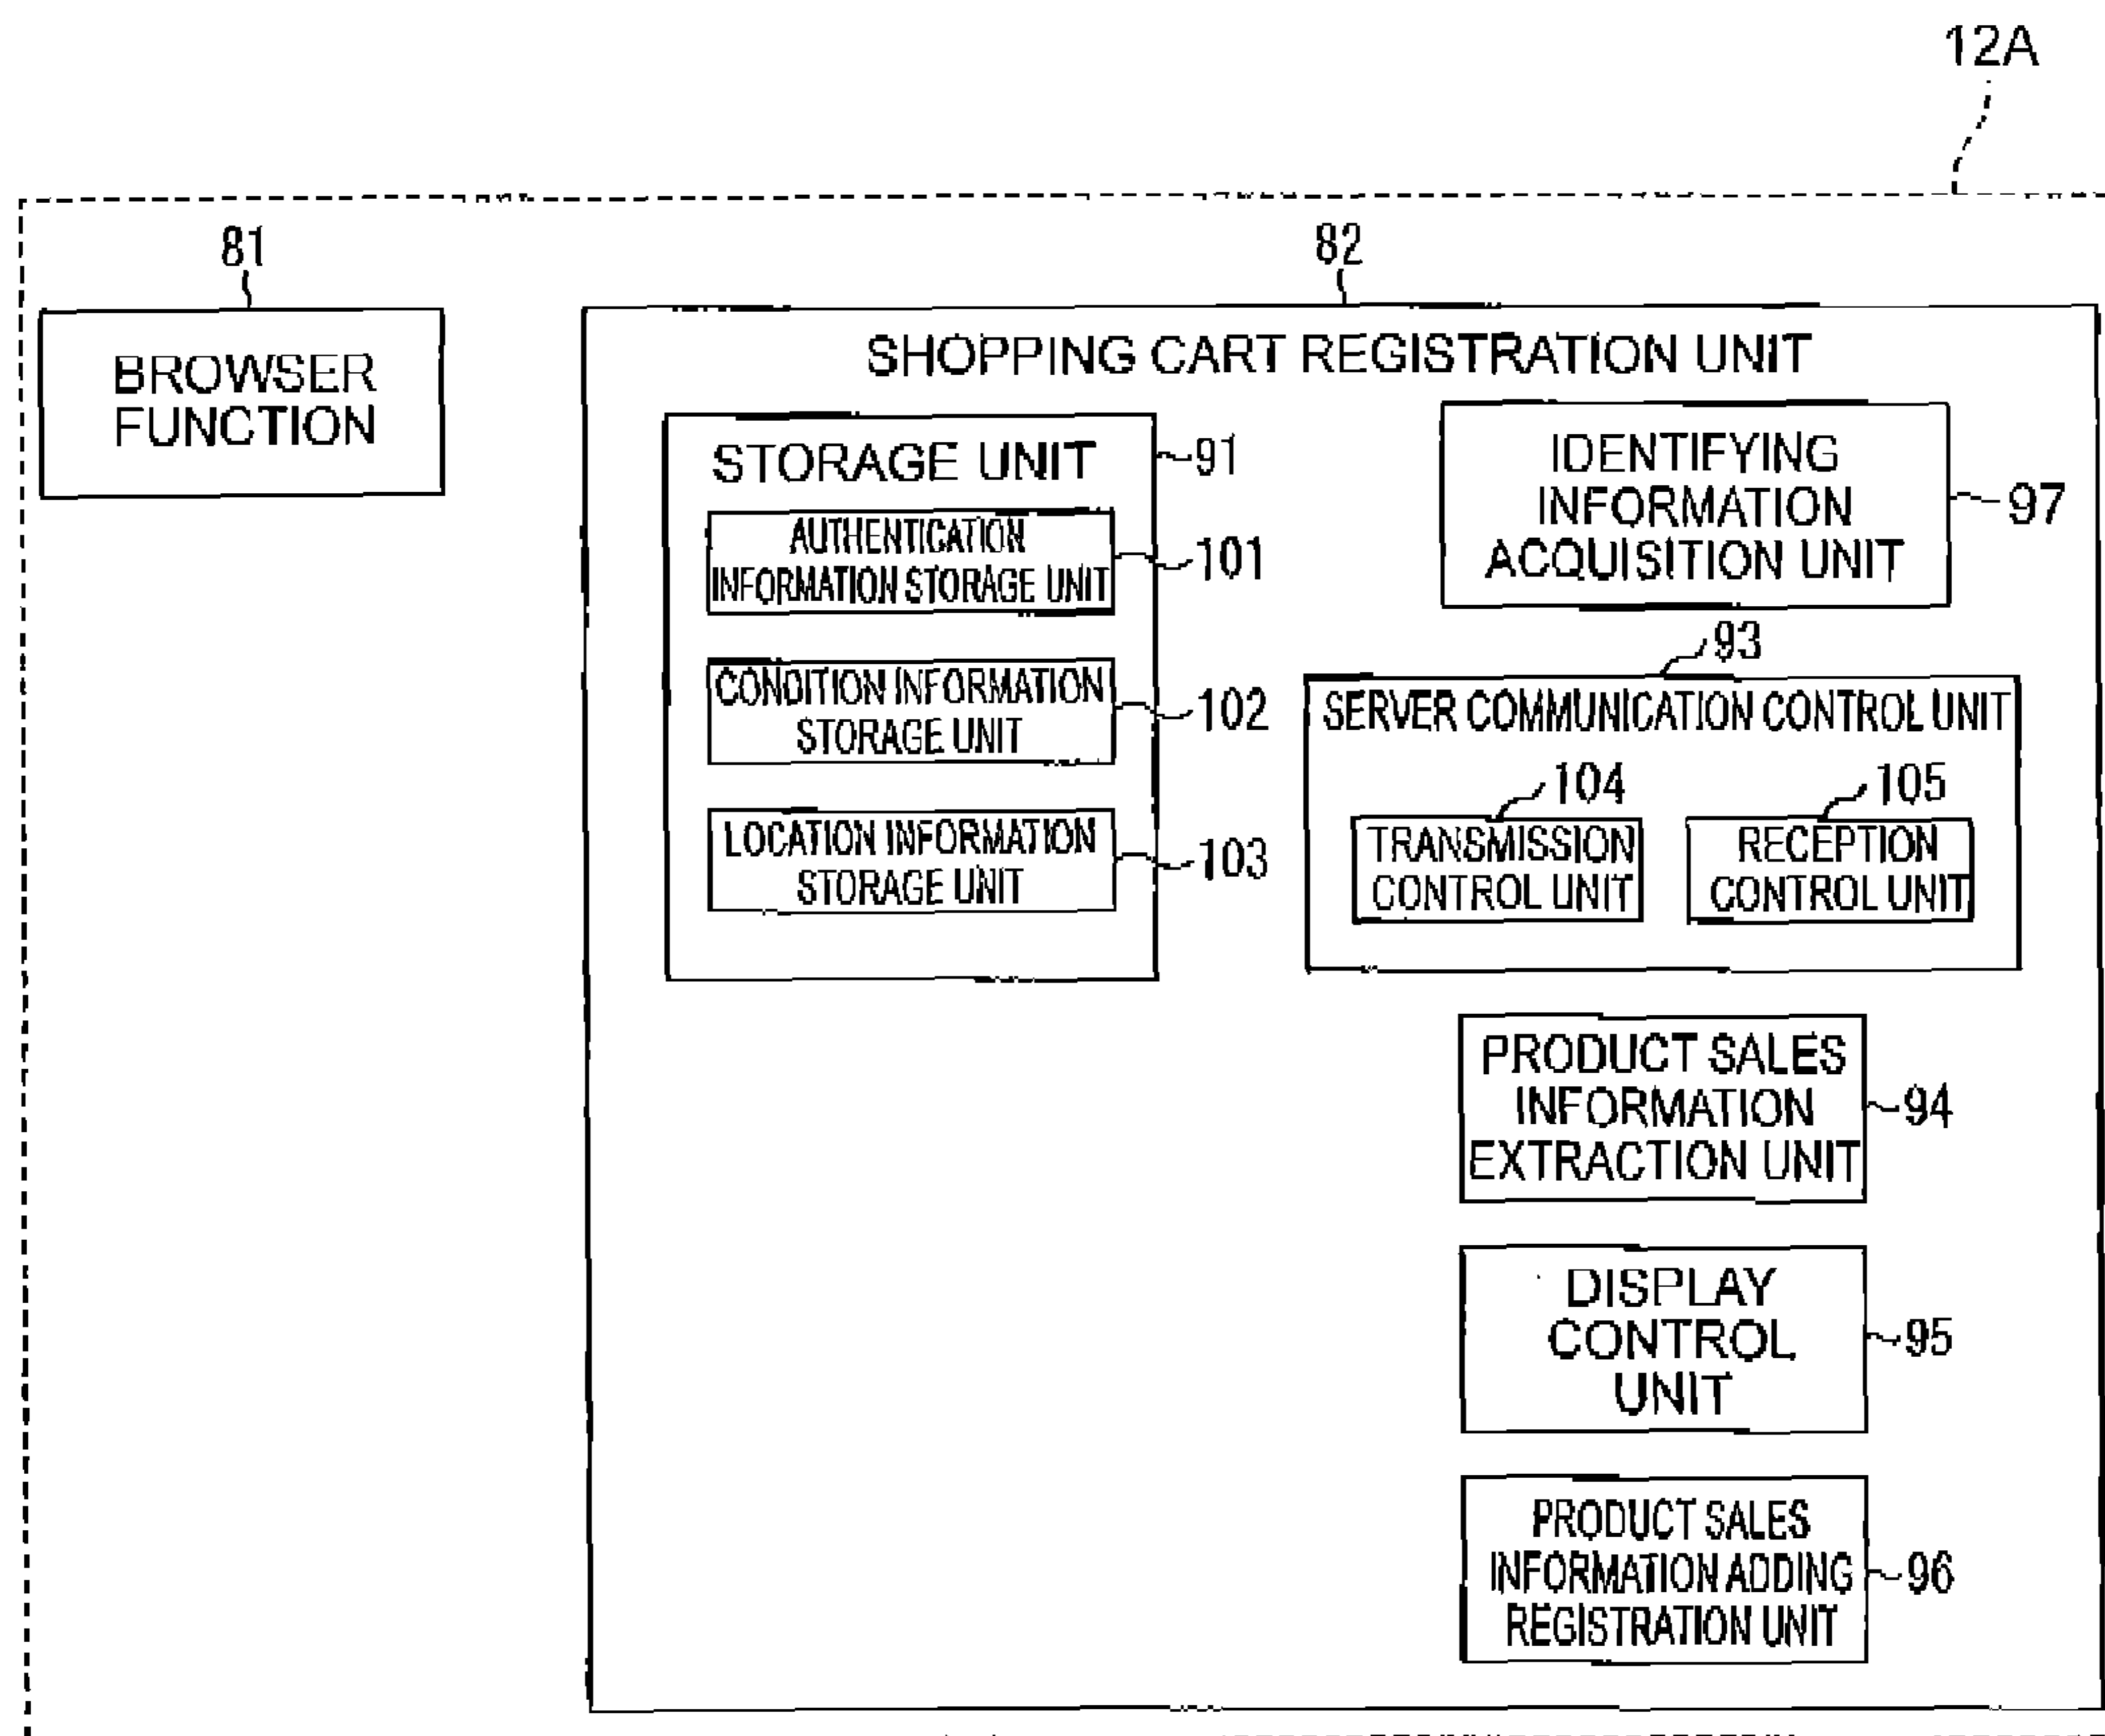 12A
81
BROWSER
FUNCTION
82
SHOPPING CART REGISTRATION UNIT
STORAGE UNIT
91
AUTHENTICATION
INFORMATION STORAGE UNIT
101
CONDITION INFORMATION
STORAGE UNIT
102
LOCATION INFORMATION
STORAGE UNIT
103
IDENTIFYING
INFORMATION
ACQUISITION UNIT
97
93
SERVER COMMUNICATION CONTROL UNIT
104
TRANSMISSION
CONTROL UNIT
105
RECEPTION
CONTROL UNIT
PRODUCT SALES
INFORMATION
EXTRACTION UNIT
94
DISPLAY
CONTROL
UNIT
95
PRODUCT SALES
INFORMATION ADDING
REGISTRATION UNIT
96